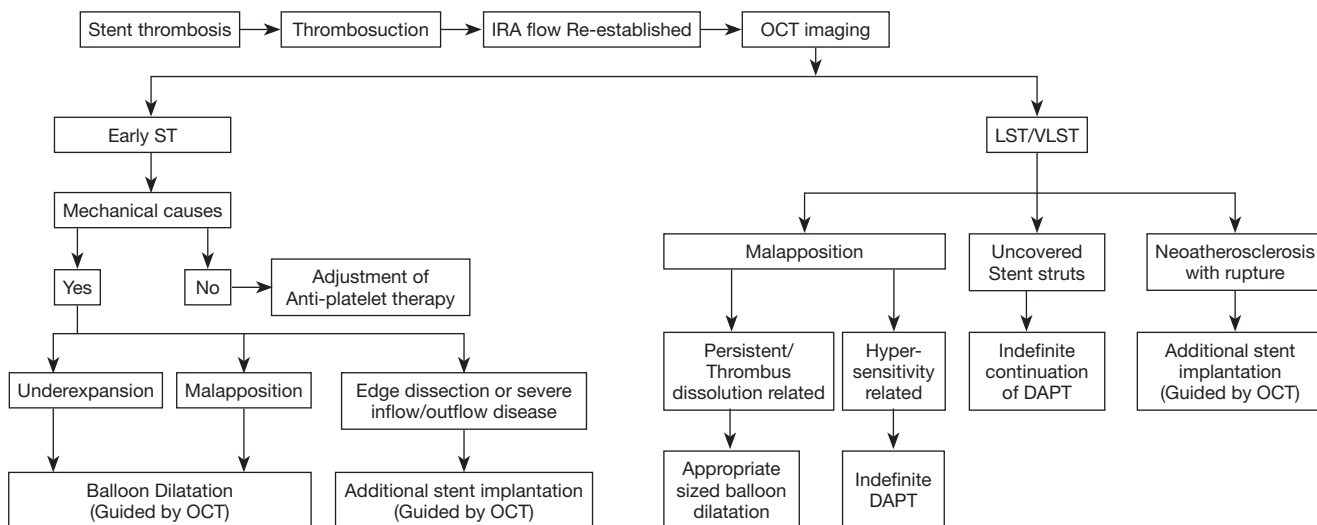 Stent thrombosis
Thrombosuction
IRA flow Re-established
OCT imaging
Early ST
LST/VLST
Mechanical causes
Yes
No
Adjustment of
Anti-platelet therapy
Underexpansion
Malapposition
Edge dissection or severe
inflow/outflow disease
Balloon Dilatation
(Guided by OCT)
Additional stent implantation
(Guided by OCT)
Malapposition
Uncovered
Stent struts
Neoatherosclerosis
with rupture
Persistent/
Thrombus
dissolution related
Hyper-
sensitivity
related
Indefinite
continuation
of DAPT
Additional stent
implantation
(Guided by OCT)
Appropriate
sized balloon
dilatation
Indefinite
DAPT